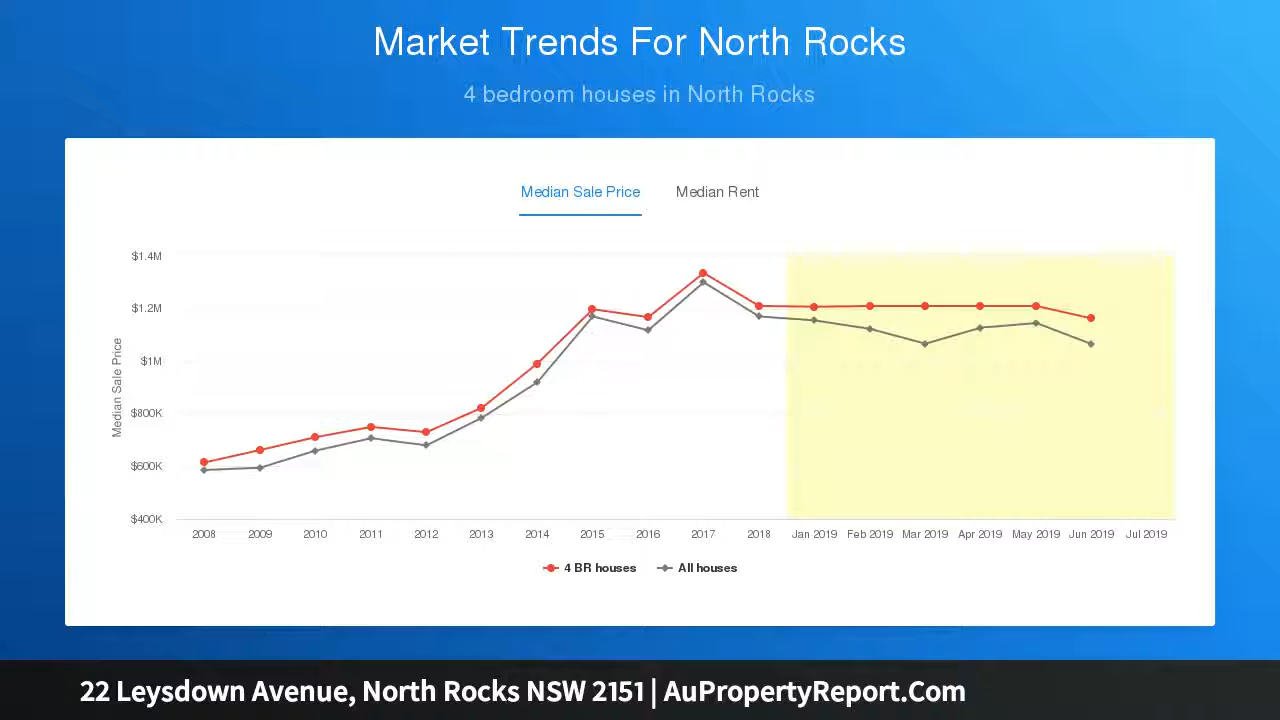 Market Trends For North Rocks
4 bedroom houses in North Rocks
Median Sale Price Median Rent
$1.4M
$1.2M
$1M
$800K
$600K
$400K
Median Sale Price
2008 2009 2010 2011 2012 2013 2014 2015 2016 2017 2018 Jan 2019 Feb 2019 Mar 2019 Apr 2019 May 2019 Jun 2019 Jul 2019
4 BR houses All houses
22 Leysdown Avenue, North Rocks NSW 2151 | AuPropertyReport.Com